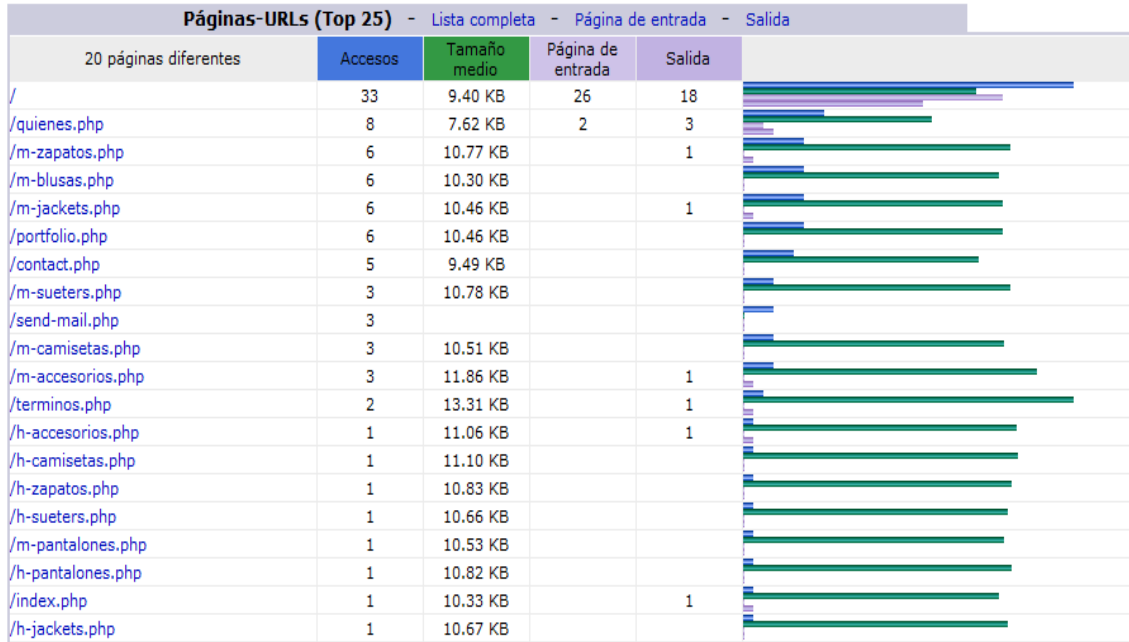 Páginas-URLs (Top 25) - Lista completa - Página de entrada - Salida
20 páginas diferentes Accesos Tamaño medio Página de entrada Salida
/ 33 9.40 KB 26 18
/quienes.php 8 7.62 KB 2 3
/m-zapatos.php 6 10.77 KB 1
/m-blusas.php 6 10.30 KB
/m-jackets.php 6 10.46 KB 1
/portfolio.php 6 10.46 KB
/contact.php 5 9.49 KB
/m-sueters.php 3 10.78 KB
/send-mail.php 3
/m-camisetas.php 3 10.51 KB
/m-accesorios.php 3 11.86 KB 1
/terminos.php 2 13.31 KB 1
/h-accesorios.php 1 11.06 KB 1
/h-camisetas.php 1 11.10 KB
/h-zapatos.php 1 10.83 KB
/h-sueters.php 1 10.66 KB
/m-pantalones.php 1 10.53 KB
/h-pantalones.php 1 10.82 KB
/index.php 1 10.33 KB 1
/h-jackets.php 1 10.67 KB